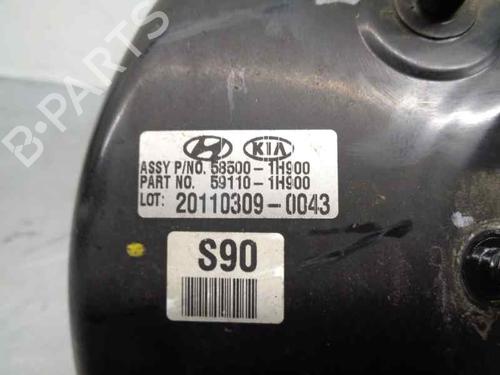 B-Parts
KIA
ASSY P/NO. 58500-1H900
PART NO. 59110-1H900
LOT: 20110309-0043
S90